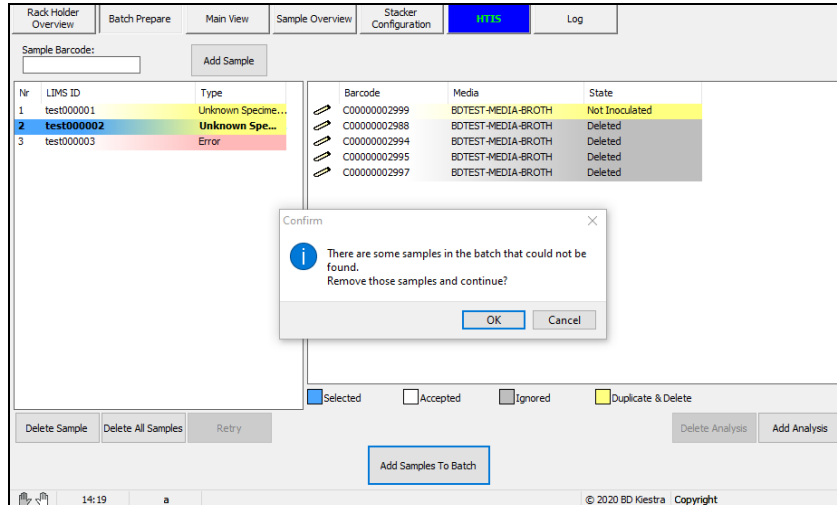 Rack Holder Overview Batch Prepare Main View Sample Overview Stacker Configuration HTIS Log
Sample Barcode:
Add Sample
Nr LIMS ID Type
1 test000001 Unknown Specime...
2 test000002 Unknown Spe...
3 test000003 Error
Barcode Media State
C00000002999 BDTEST-MEDIA-BROTH Not Inoculated
C00000002988 BDTEST-MEDIA-BROTH Deleted
C00000002994 BDTEST-MEDIA-BROTH Deleted
C00000002995 BDTEST-MEDIA-BROTH Deleted
C00000002997 BDTEST-MEDIA-BROTH Deleted
Confirm
There are some samples in the batch that could not be
found.
Remove those samples and continue?
OK Cancel
Selected Accepted Ignored Duplicate & Delete
Delete Sample Delete All Samples Retry Delete Analysis Add Analysis
Add Samples To Batch
14:19 a © 2020 BD Kiestra Copyright